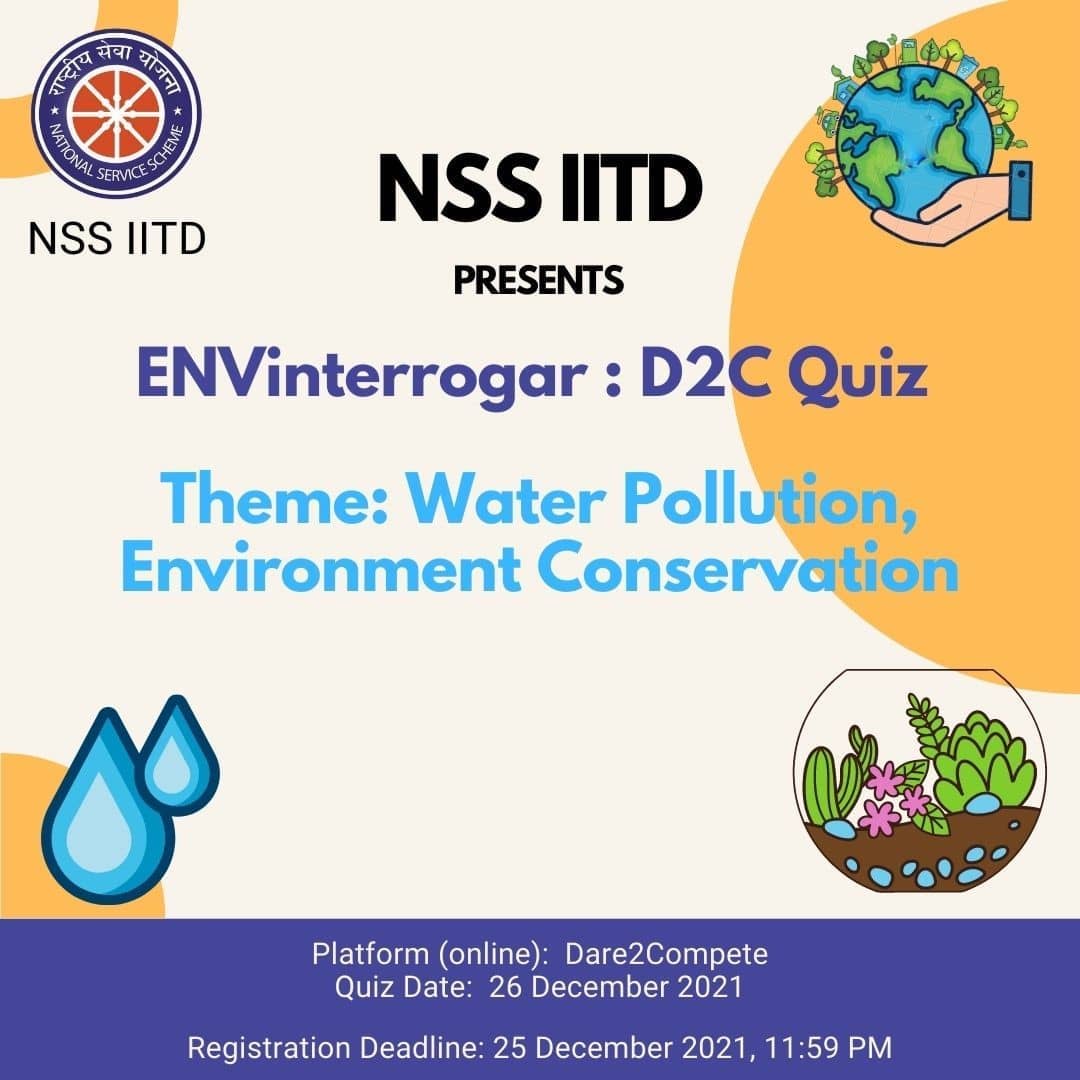 राष्ट्रीय सेवा योजना
NATIONAL SERVICE SCHEME
NSS IITD
NSS IITD
PRESENTS
ENVinterrogar : D2C Quiz
Theme: Water Pollution,
Environment Conservation
Platform (online): Dare2Compete
Quiz Date: 26 December 2021
Registration Deadline: 25 December 2021, 11:59 PM